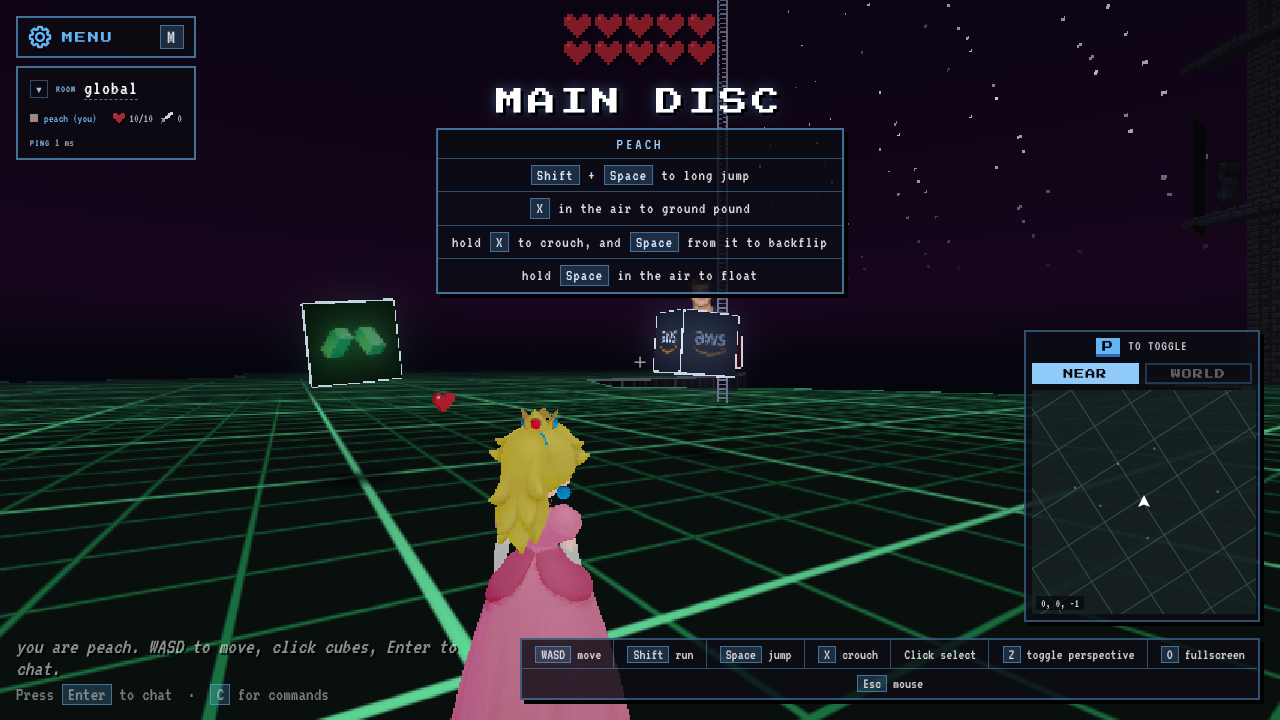 MENU M
ROOM global
peach (you) 10/10 0
PING 1 ms
MAIN DISC
PEACH
Shift + Space to long jump
X in the air to ground pound
hold X to crouch, and Space from it to backflip
hold Space in the air to float
aws aws
P TO TOGGLE
NEAR WORLD
0, 0, -1
you are peach. WASD to move, click cubes, Enter to
chat.
Press Enter to chat · C for commands
WASD move Shift run Space jump X crouch Click select Z toggle perspective O fullscreen
Esc mouse